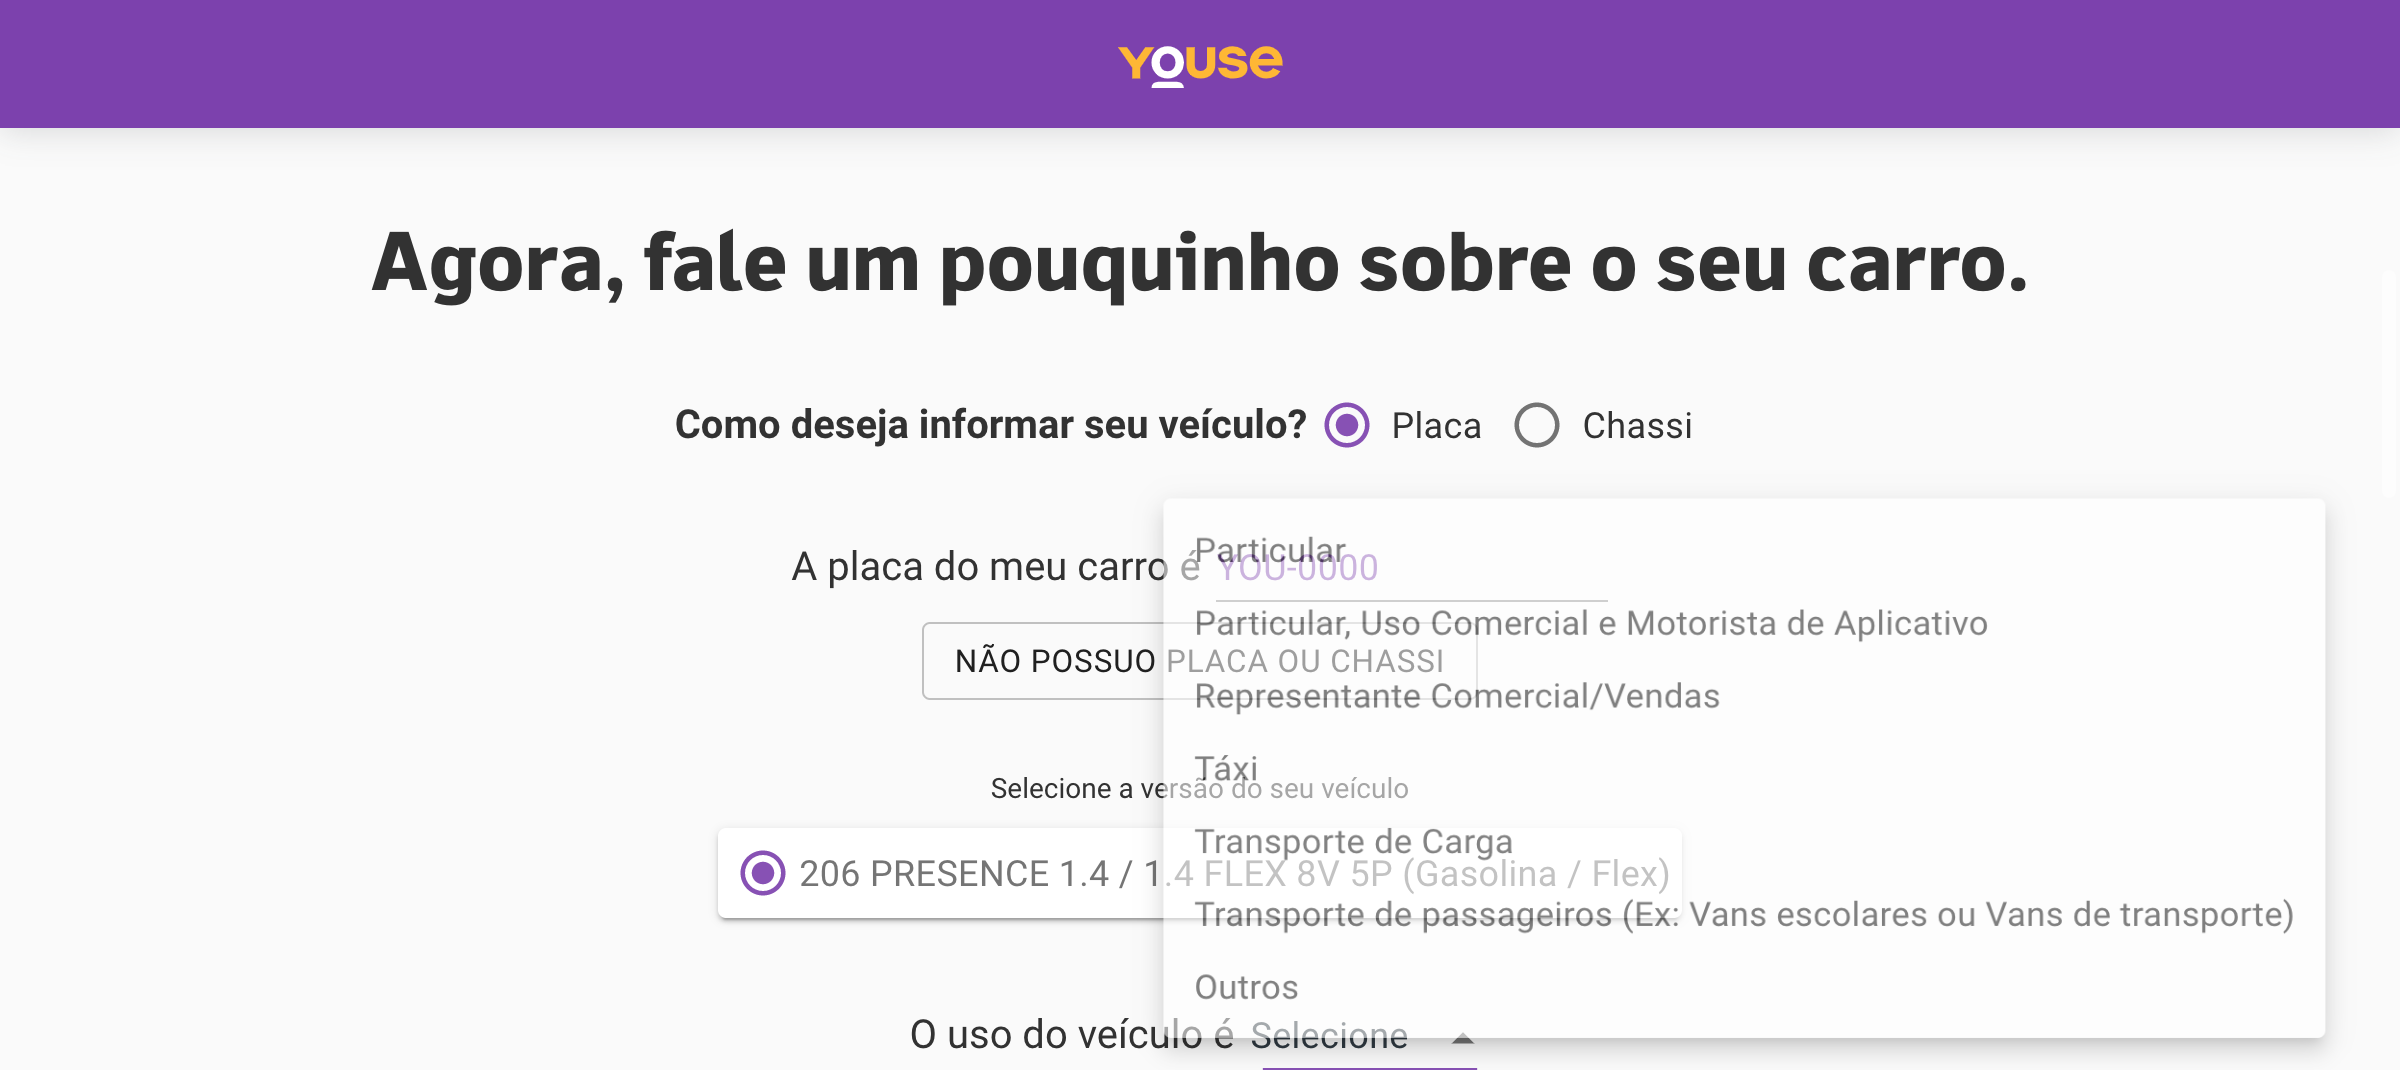 YOUSE
Agora, fale um pouquinho sobre o seu carro.
Como deseja informar seu veículo? Placa Chassi
A placa do meu carro é YOU-0000
NÃO POSSUO PLACA OU CHASSI
Selecione a versão do seu veículo
206 PRESENCE 1.4 / 1.4 FLEX 8V 5P (Gasolina / Flex)
O uso do veículo é Selecione
Particular
Particular, Uso Comercial e Motorista de Aplicativo
Representante Comercial/Vendas
Táxi
Transporte de Carga
Transporte de passageiros (Ex: Vans escolares ou Vans de transporte)
Outros